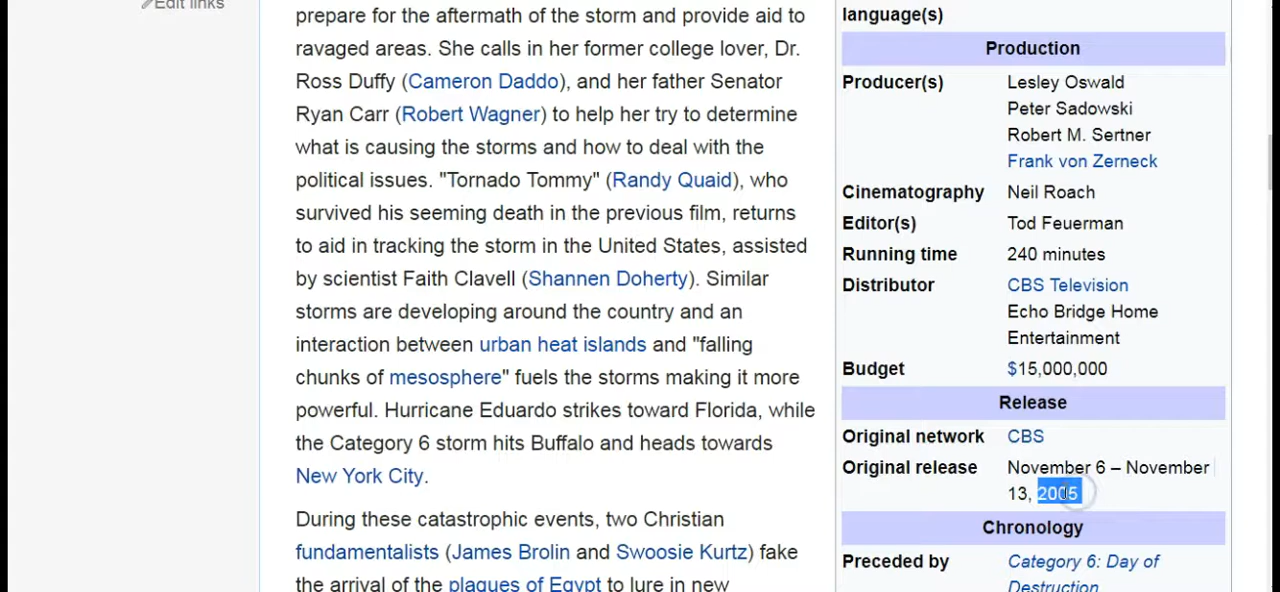 Edit links
prepare for the aftermath of the storm and provide aid to
ravaged areas. She calls in her former college lover, Dr.
Ross Duffy (Cameron Daddo), and her father Senator
Ryan Carr (Robert Wagner) to help her try to determine
what is causing the storms and how to deal with the
political issues. "Tornado Tommy" (Randy Quaid), who
survived his seeming death in the previous film, returns
to aid in tracking the storm in the United States, assisted
by scientist Faith Clavell (Shannen Doherty). Similar
storms are developing around the country and an
interaction between urban heat islands and "falling
chunks of mesosphere" fuels the storms making it more
powerful. Hurricane Eduardo strikes toward Florida, while
the Category 6 storm hits Buffalo and heads towards
New York City.
During these catastrophic events, two Christian
fundamentalists (James Brolin and Swoosie Kurtz) fake
the arrival of the plagues of Egypt to lure in new
language(s)
Production
Producer(s) Lesley Oswald
Peter Sadowski
Robert M. Sertner
Frank von Zerneck
Cinematography Neil Roach
Editor(s) Tod Feuerman
Running time 240 minutes
Distributor CBS Television
Echo Bridge Home
Entertainment
Budget $15,000,000
Release
Original network CBS
Original release November 6 – November
13, 2005
Chronology
Preceded by Category 6: Day of
Destruction